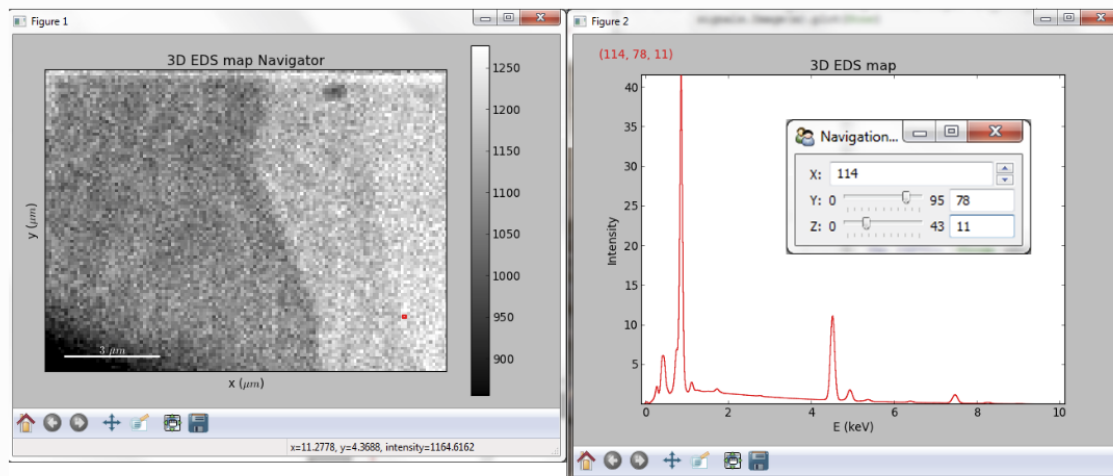 Figure 1
3D EDS map Navigator
y (μm)
3 μm
x (μm)
1250
1200
1150
1100
1050
1000
950
900
x=11.2778, y=4.3688, intensity=1164.6162
Figure 2
(114, 78, 11)
3D EDS map
Intensity
40
35
30
25
20
15
10
5
0 2 4 6 8 10
E (keV)
Navigation...
X: 114
Y: 0 95 78
Z: 0 43 11